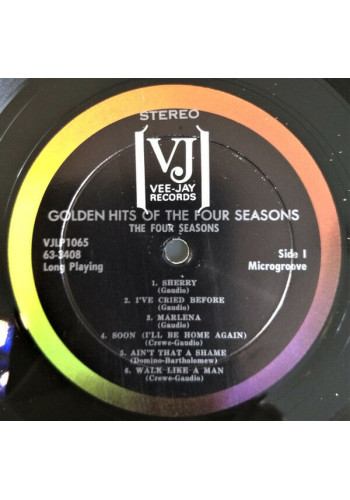 STEREO
VJ
VEE-JAY
RECORDS
GOLDEN HITS OF THE FOUR SEASONS
THE FOUR SEASONS
VJLP1065
63-3408
Long Playing
Side 1
Microgroove
1. SHERRY
(Gaudio)
2. I'VE CRIED BEFORE
(Gaudio)
3. MARLENA
(Gaudio)
4. SOON (I'LL BE HOME AGAIN)
(Crewe-Gaudio)
5. AIN'T THAT A SHAME
(Domino-Bartholomew)
6. WALK LIKE A MAN
(Crewe-Gaudio)